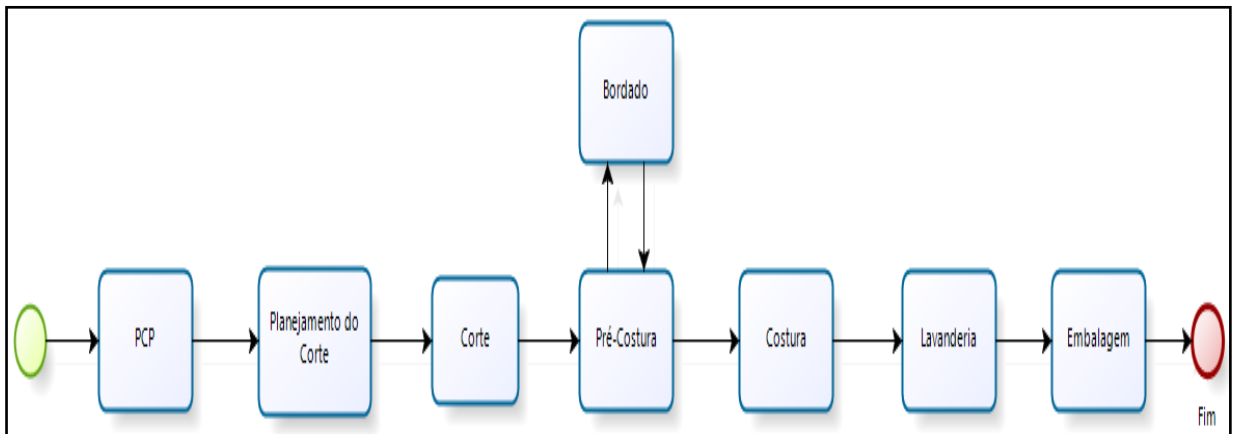 Bordado
PCP
Planejamento do
Corte
Corte
Pré-Costura
Costura
Lavanderia
Embalagem
Fim